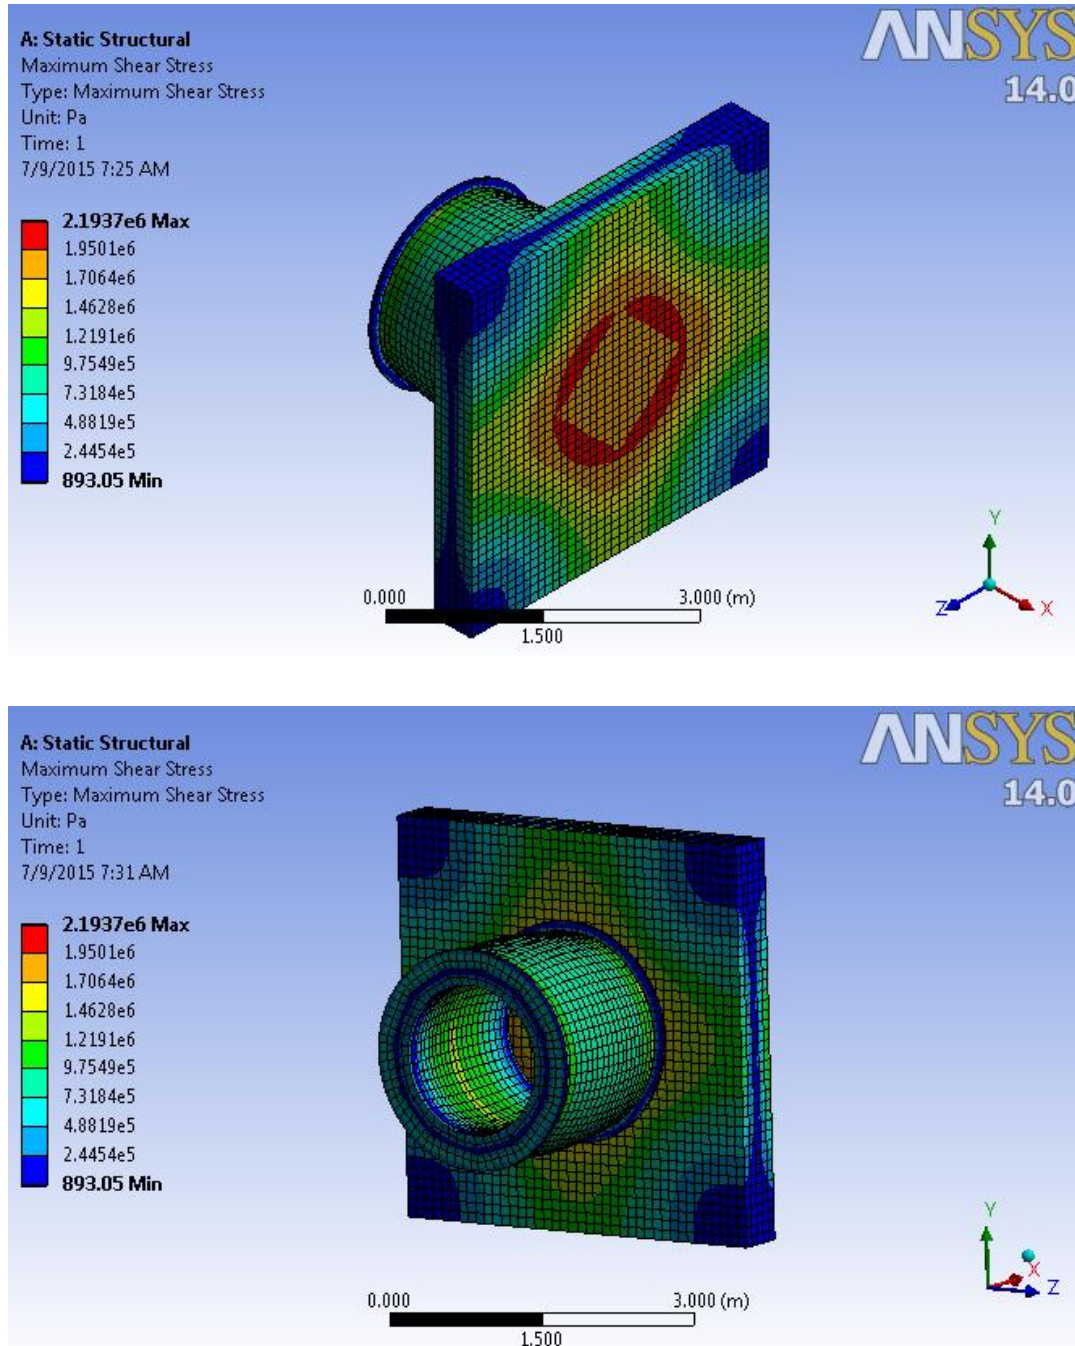 A: Static Structural
Maximum Shear Stress
Type: Maximum Shear Stress
Unit: Pa
Time: 1
7/9/2015 7:25 AM
ANSYS
14.0
2.1937e6 Max
1.9501e6
1.7064e6
1.4628e6
1.2191e6
9.7549e5
7.3184e5
4.8819e5
2.4454e5
893.05 Min
0.000
3.000 (m)
1.500
Y
Z
X
A: Static Structural
Maximum Shear Stress
Type: Maximum Shear Stress
Unit: Pa
Time: 1
7/9/2015 7:31 AM
ANSYS
14.0
2.1937e6 Max
1.9501e6
1.7064e6
1.4628e6
1.2191e6
9.7549e5
7.3184e5
4.8819e5
2.4454e5
893.05 Min
0.000
3.000 (m)
1.500
Y
X
Z